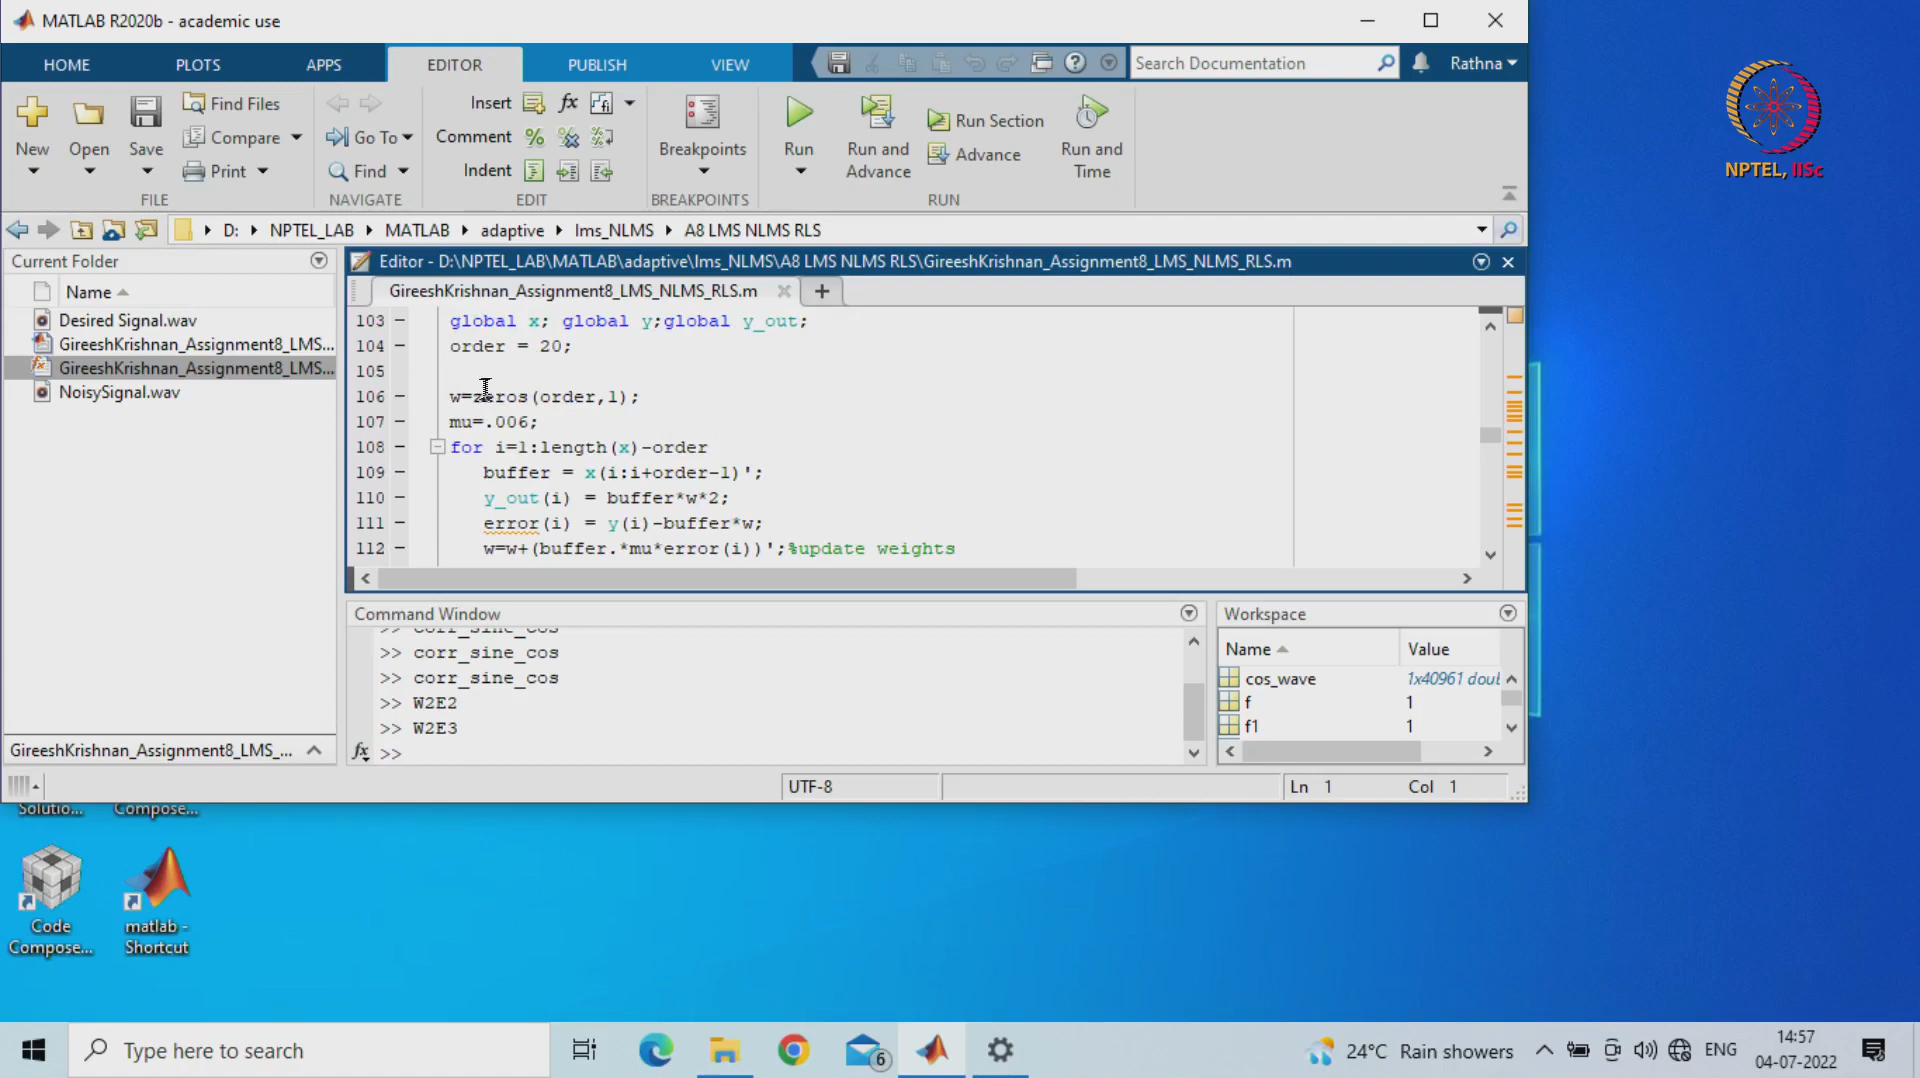 MATLAB R2020b - academic use
HOME PLOTS APPS EDITOR PUBLISH VIEW Search Documentation Rathna
New Open Save Find Files Compare Print Go To Find Insert fx Comment Indent Breakpoints Run Run and Advance Run Section Advance Run and Time
FILE NAVIGATE EDIT BREAKPOINTS RUN
D: NPTEL_LAB MATLAB adaptive lms_NLMS A8 LMS NLMS RLS
Current Folder
Name
Desired Signal.wav
GireeshKrishnan_Assignment8_LMS...
GireeshKrishnan_Assignment8_LMS...
NoisySignal.wav
GireeshKrishnan_Assignment8_LMS_...
Editor - D:\NPTEL_LAB\MATLAB\adaptive\lms_NLMS\A8 LMS NLMS RLS\GireeshKrishnan_Assignment8_LMS_NLMS_RLS.m
GireeshKrishnan_Assignment8_LMS_NLMS_RLS.m
103 global x; global y;global y_out;
104 order = 20;
105
106 w=zeros(order,1);
107 mu=.006;
108 for i=1:length(x)-order
109 buffer = x(i:i+order-1)';
110 y_out(i) = buffer*w*2;
111 error(i) = y(i)-buffer*w;
112 w=w+(buffer.*mu*error(i))';%update weights
Command Window
>> corr_sine_cos
>> corr_sine_cos
>> corr_sine_cos
>> W2E2
>> W2E3
fx >>
Workspace
Name Value
cos_wave 1x40961 doul
f 1
f1 1
UTF-8 Ln 1 Col 1
Solutio... Compose...
Code Compose...
matlab - Shortcut
NPTEL, IISc
Type here to search
6
24°C Rain showers
ENG
14:57
04-07-2022